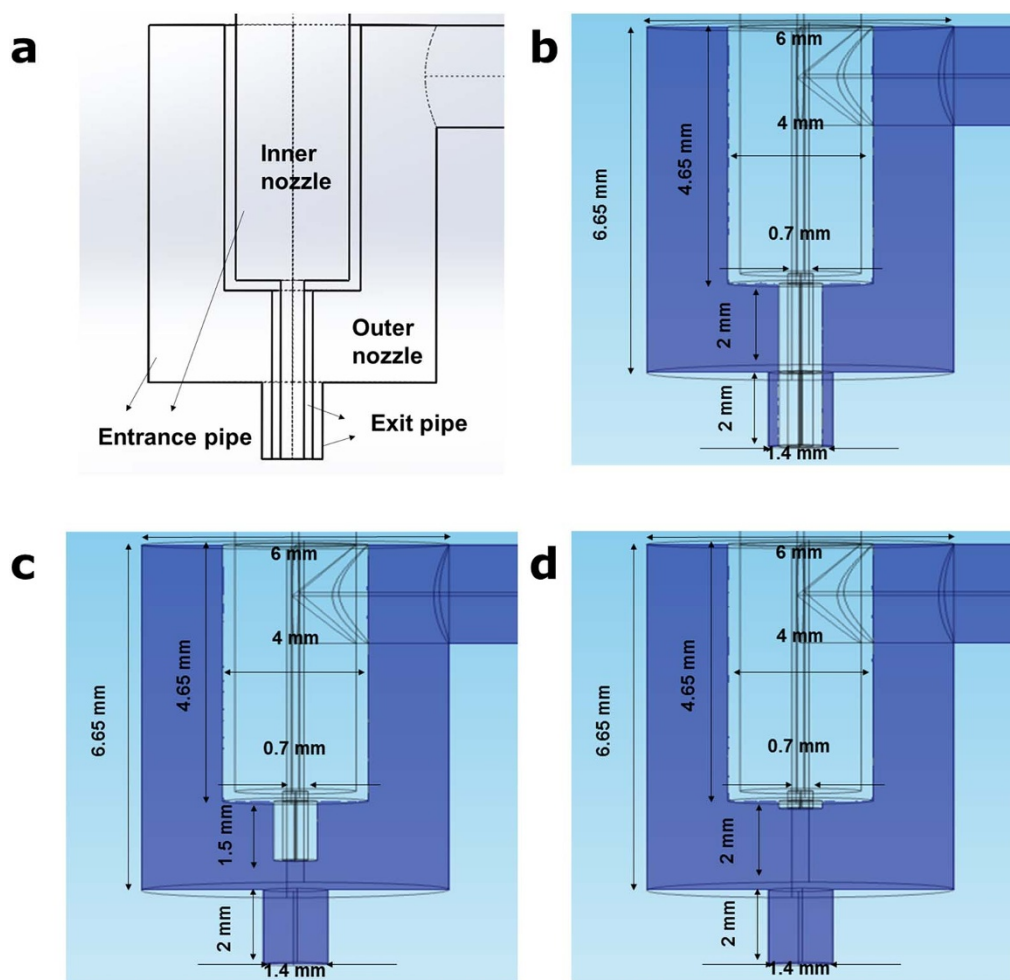 a
Inner
nozzle
Outer
nozzle
Entrance pipe
Exit pipe
b
6 mm
4 mm
4.65 mm
6.65 mm
0.7 mm
2 mm
2 mm
1.4 mm
c
6 mm
4 mm
4.65 mm
6.65 mm
0.7 mm
1.5 mm
2 mm
1.4 mm
d
6 mm
4 mm
4.65 mm
6.65 mm
0.7 mm
2 mm
2 mm
1.4 mm